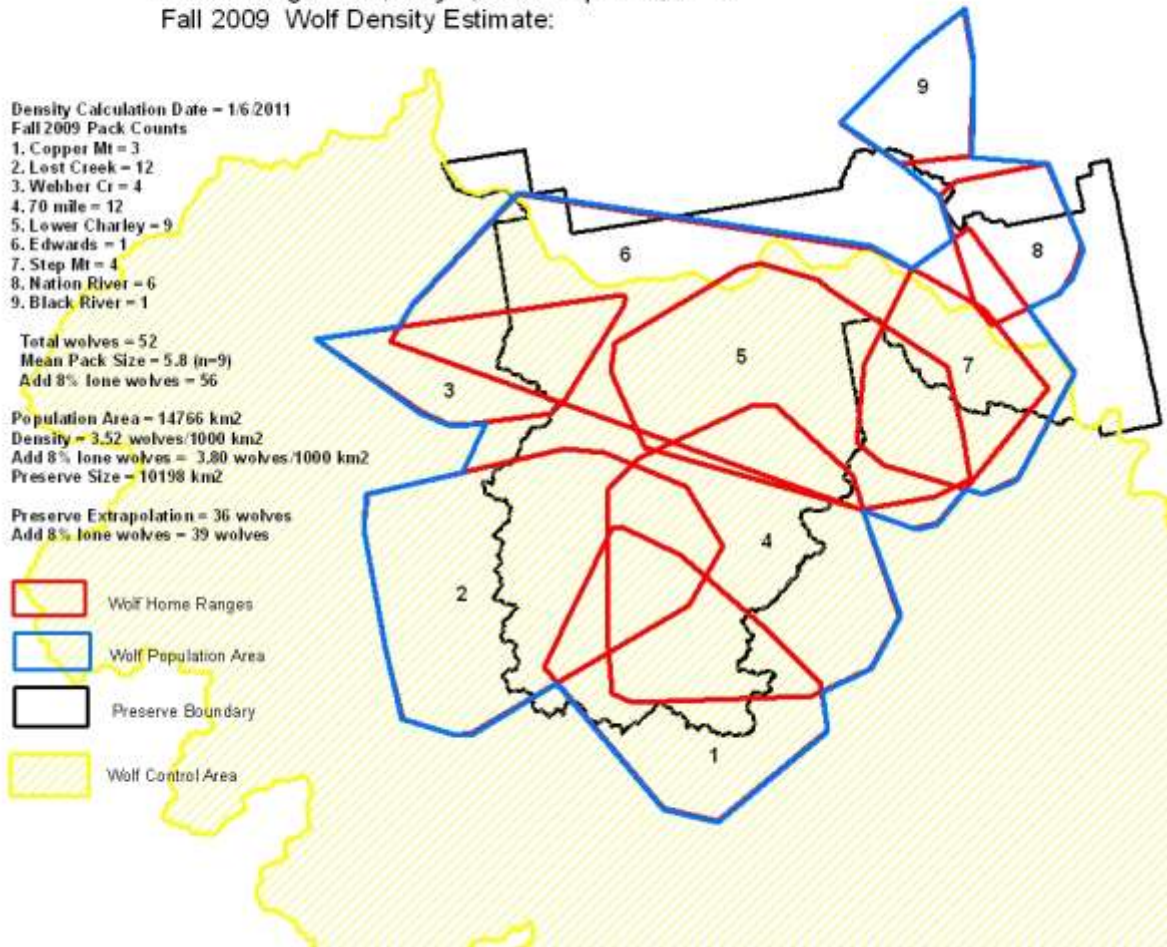 Fall 2009 Wolf Density Estimate:
Density Calculation Date = 1/6/2011
Fall 2009 Pack Counts
1. Copper Mt = 3
2. Lost Creek = 12
3. Webber Cr = 4
4. 70 mile = 12
5. Lower Charley = 9
6. Edwards = 1
7. Step Mt = 4
8. Nation River = 6
9. Black River = 1
Total wolves = 52
Mean Pack Size = 5.8 (n=9)
Add 8% lone wolves = 56
Population Area = 14766 km2
Density = 3.52 wolves/1000 km2
Add 8% lone wolves = 3.80 wolves/1000 km2
Preserve Size = 10198 km2
Preserve Extrapolation = 36 wolves
Add 8% lone wolves = 39 wolves
Wolf Home Ranges
Wolf Population Area
Preserve Boundary
Wolf Control Area
9
8
6
7
5
3
4
2
1